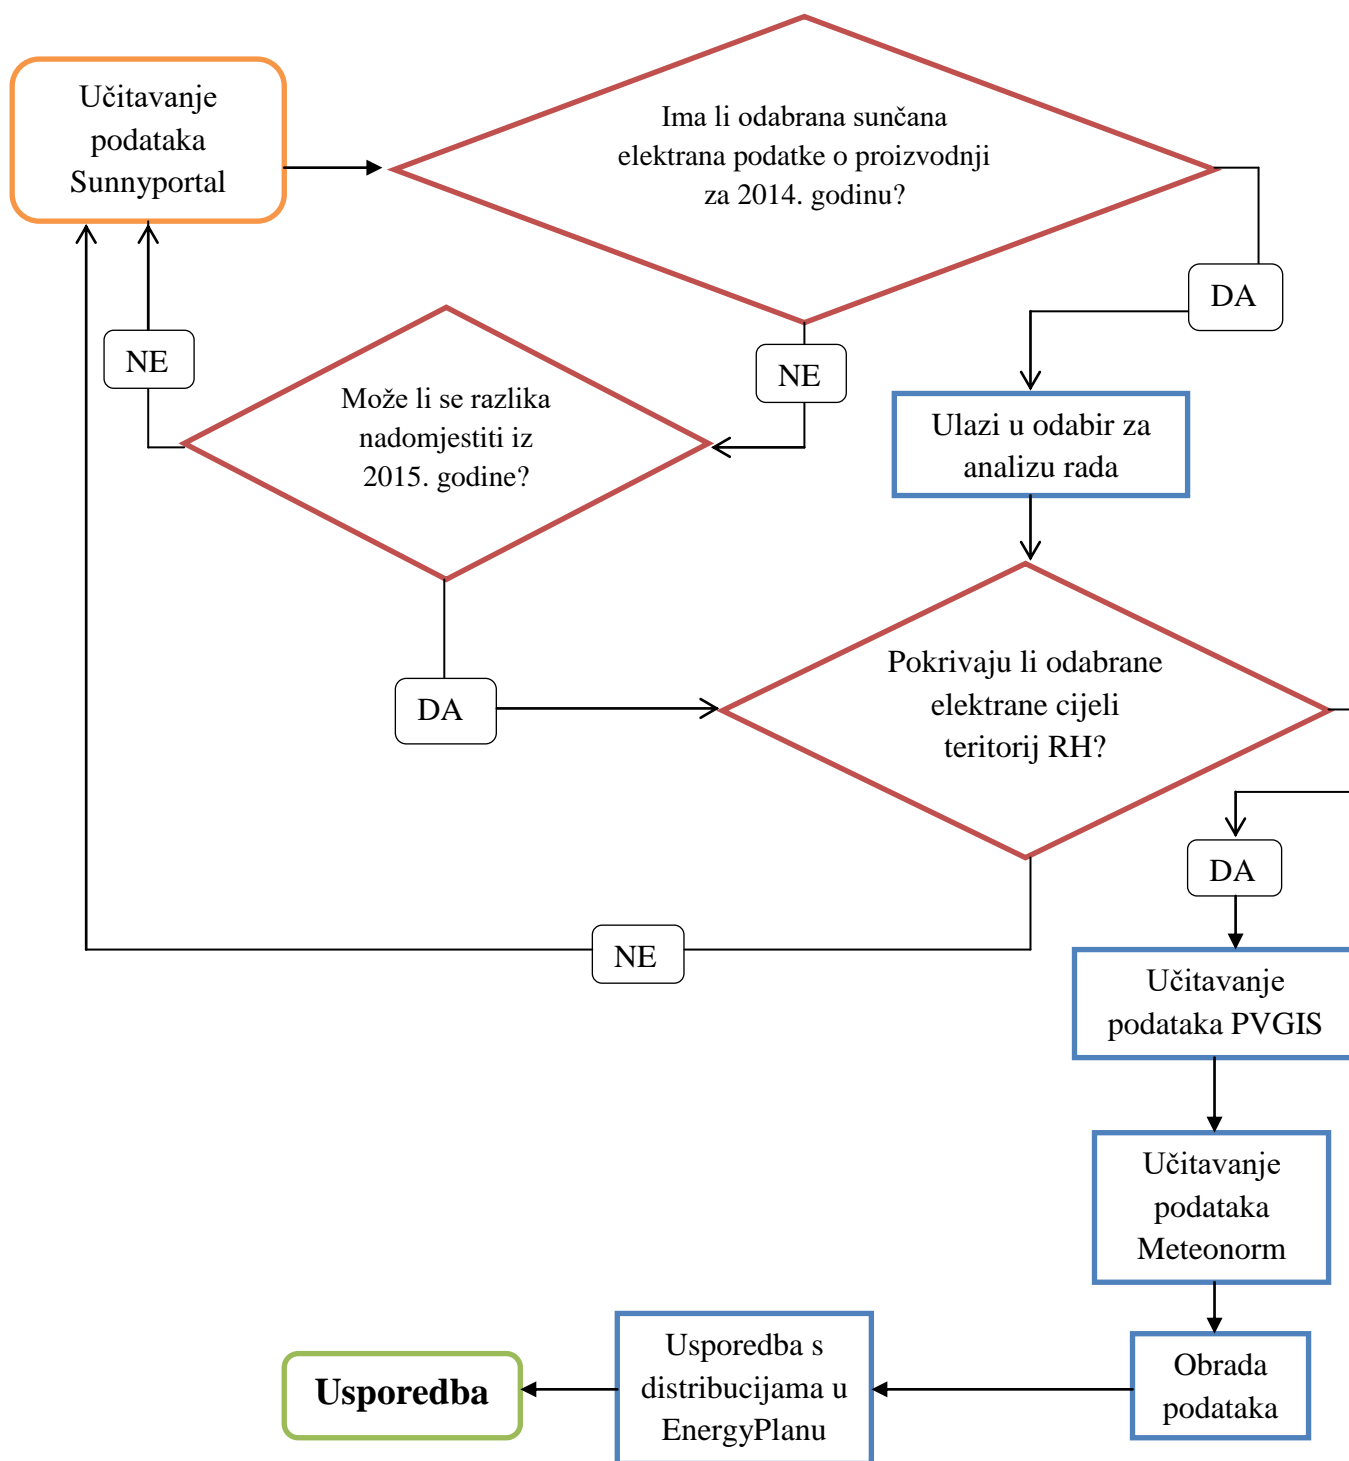 Učitavanje
podataka
Sunnyportal
Ima li odabrana sunčana
elektrana podatke o proizvodnji
za 2014. godinu?
DA
NE
NE
Može li se razlika
nadomjestiti iz
2015. godine?
Ulazi u odabir za
analizu rada
DA
Pokrivaju li odabrane
elektrane cijeli
teritorij RH?
DA
NE
Učitavanje
podataka PVGIS
Učitavanje
podataka
Meteonorm
Obrada
podataka
Usporedba s
distribucijama u
EnergyPlanu
Usporedba